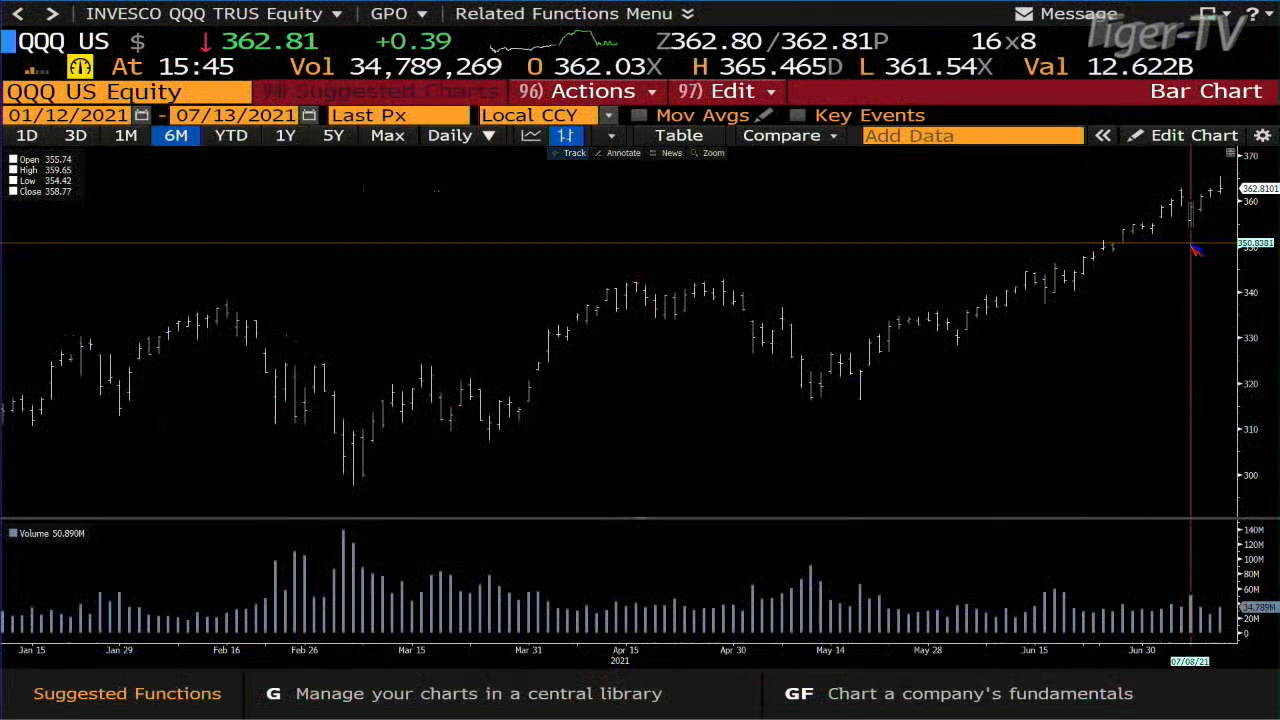 INVESCO QQQ TRUS Equity GPO Related Functions Menu Message ?
Tiger-TV
QQQ US $ 362.81 +0.39 Z362.80/362.81P 16x8
At 15:45 Vol 34,789,269 O 362.03X H 365.465D L 361.54X Val 12.622B
QQQ US Equity Suggested Charts 96) Actions 97) Edit Bar Chart
01/12/2021 - 07/13/2021 Last Px Local CCY Mov Avgs Key Events
1D 3D 1M 6M YTD 1Y 5Y Max Daily Table Compare Add Data Edit Chart
Track Annotate News Zoom
Open 355.74
High 359.65
Low 354.42
Close 358.77
370
362.8101
360
350.8381
340
330
320
310
300
Volume 50.890M
140M
120M
100M
80M
60M
34.789M
20M
0
Jan 15 Jan 29 Feb 16 Feb 26 Mar 15 Mar 31 Apr 15 Apr 30 May 14 May 28 Jun 15 Jun 30
2021 07/08/21
Suggested Functions G Manage your charts in a central library GF Chart a company's fundamentals